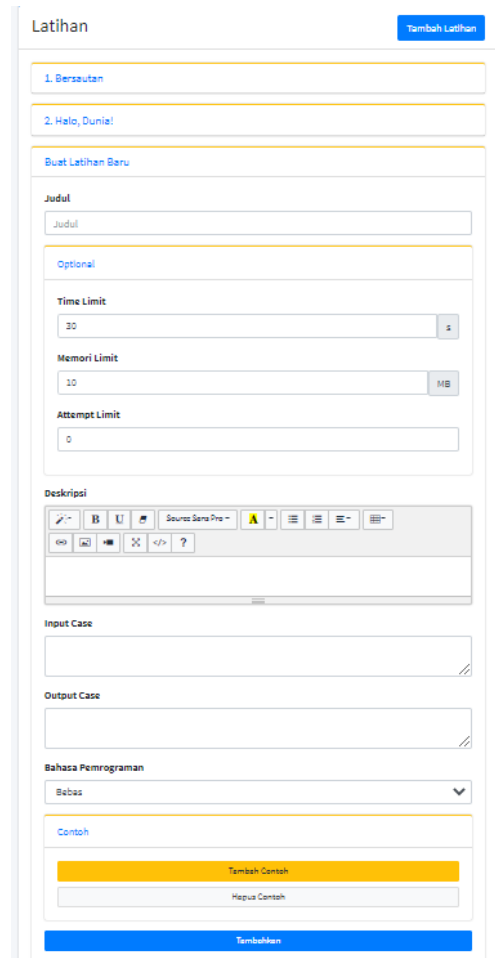 Latihan
Tambah Latihan
1. Bersautan
2. Halo, Dunia!
Buat Latihan Baru
Judul
Judul
Optional
Time Limit
30 s
Memori Limit
10 MB
Attempt Limit
0
Deskripsi
B U Source Sans Pro A
</> ?
Input Case
Output Case
Bahasa Pemrograman
Bebas
Contoh
Tambah Contoh
Hapus Contoh
Tambahkan